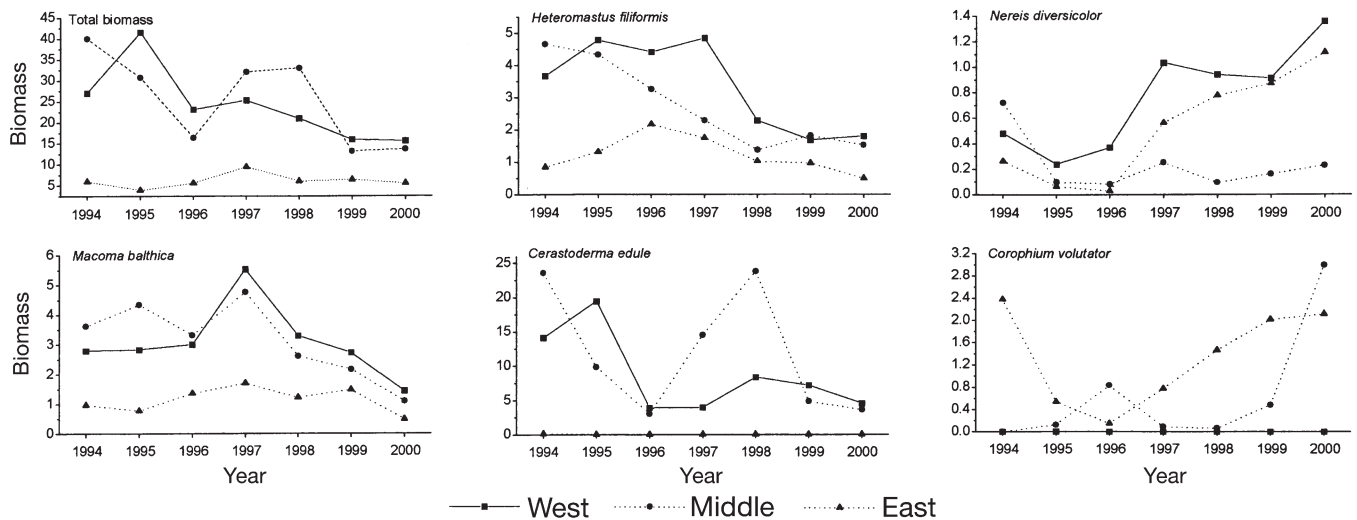 Total biomass
45
40
35
30
25
20
15
10
5
1994 1995 1996 1997 1998 1999 2000
Biomass
Heteromastus filiformis
5
4
3
2
1
0
1994 1995 1996 1997 1998 1999 2000
Nereis diversicolor
1.4
1.2
1.0
0.8
0.6
0.4
0.2
0.0
1994 1995 1996 1997 1998 1999 2000
Macoma balthica
6
5
4
3
2
1
0
1994 1995 1996 1997 1998 1999 2000
Biomass
Year
Cerastoderma edule
25
20
15
10
5
0
1994 1995 1996 1997 1998 1999 2000
Year
Corophium volutator
3.2
2.8
2.4
2.0
1.6
1.2
0.8
0.4
0.0
1994 1995 1996 1997 1998 1999 2000
Year
West Middle East